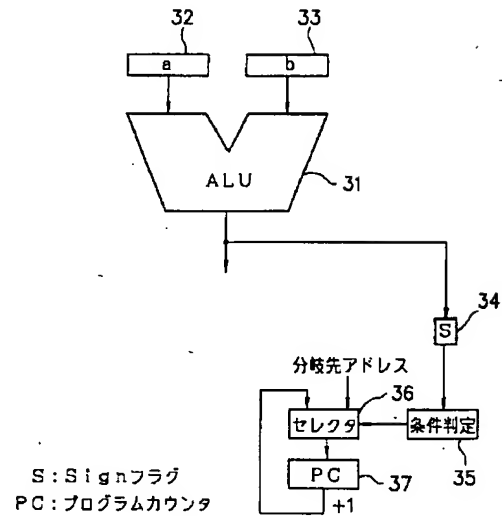 32
33
a
b
ALU
31
34
S
分岐先アドレス
36
セレクタ
条件判定
35
PC
37
+1
S:Signフラグ
PC:プログラムカウンタ